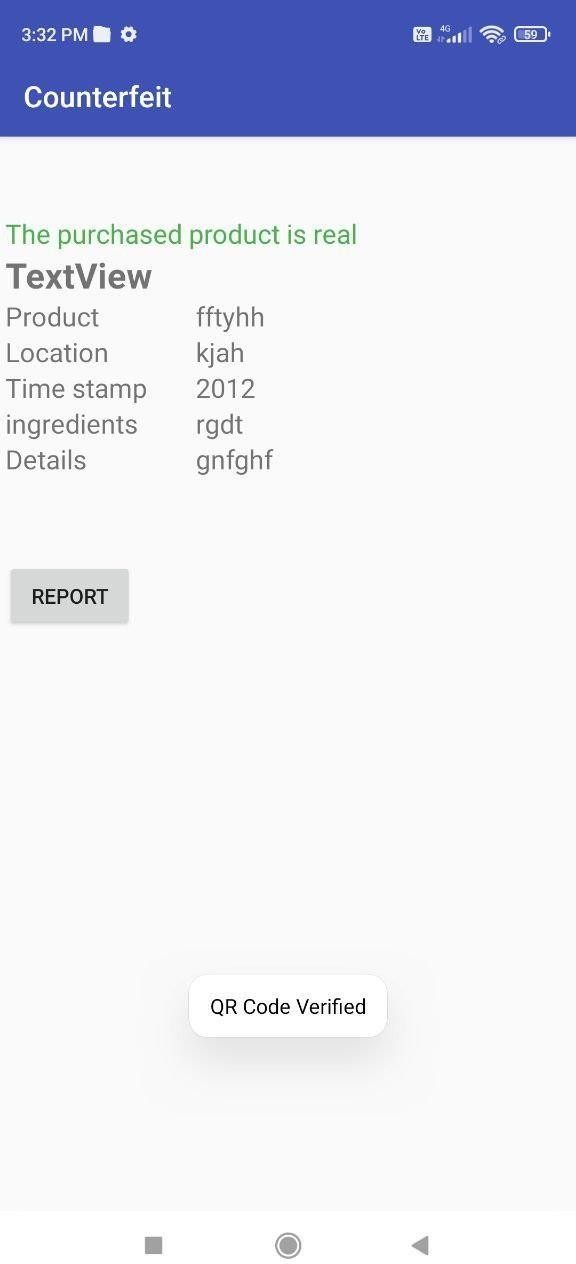 3:32 PM
Vo LTE 4G 59
Counterfeit
The purchased product is real
TextView
Product fftyhh
Location kjah
Time stamp 2012
ingredients rgdt
Details gnfghf
REPORT
QR Code Verified